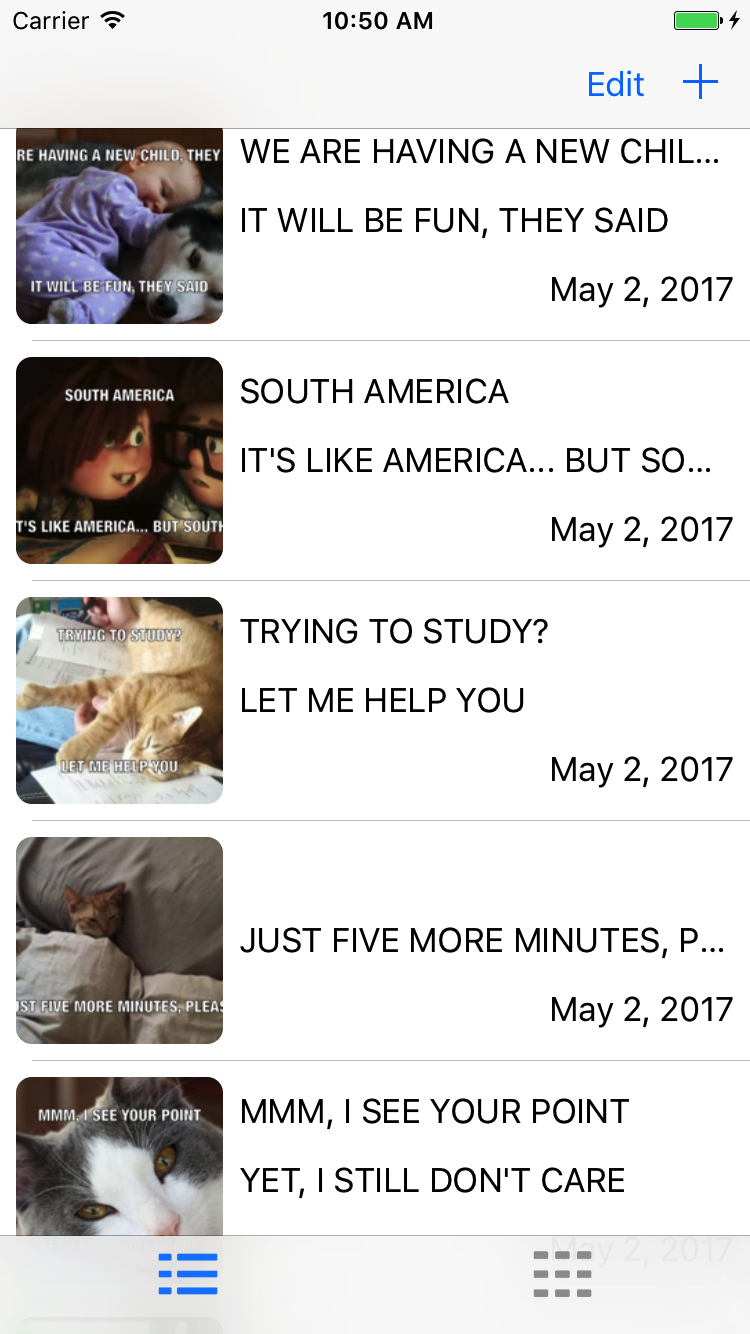 Carrier 10:50 AM
Edit
RE HAVING A NEW CHILD, THEY
IT WILL BE FUN, THEY SAID
WE ARE HAVING A NEW CHIL...
IT WILL BE FUN, THEY SAID
May 2, 2017
SOUTH AMERICA
T'S LIKE AMERICA... BUT SOUTH
SOUTH AMERICA
IT'S LIKE AMERICA... BUT SO...
May 2, 2017
TRYING TO STUDY?
LET ME HELP YOU
TRYING TO STUDY?
LET ME HELP YOU
May 2, 2017
UST FIVE MORE MINUTES, PLEAS
JUST FIVE MORE MINUTES, P...
May 2, 2017
MMM, I SEE YOUR POINT
MMM, I SEE YOUR POINT
YET, I STILL DON'T CARE
May 2, 2017